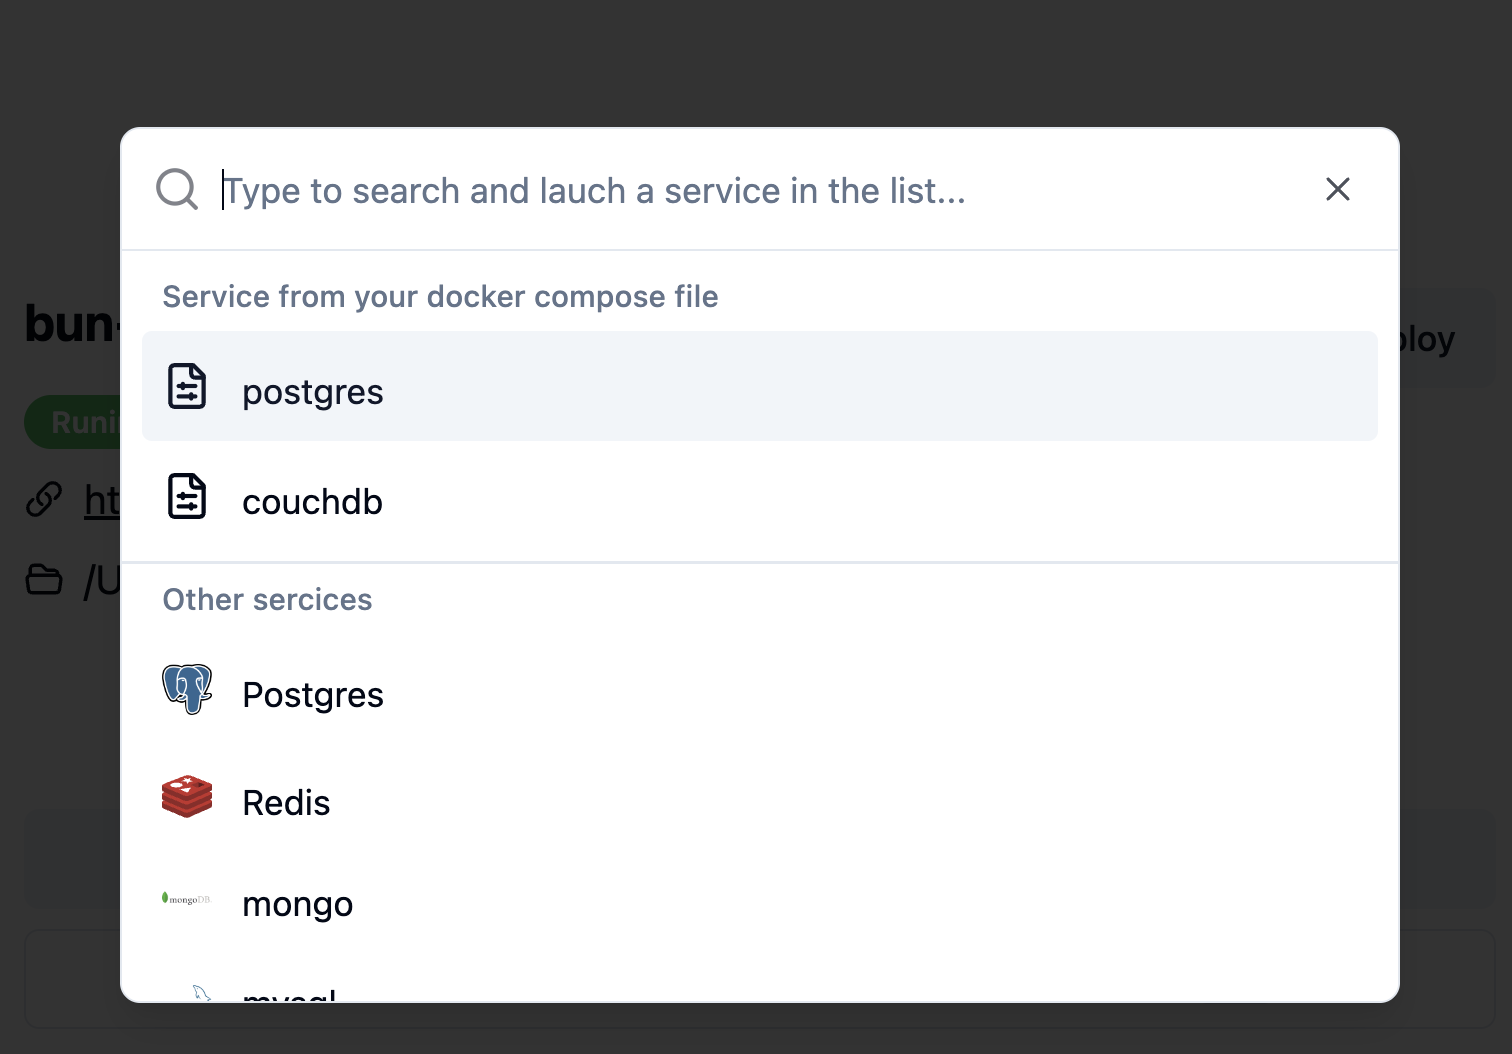 Type to search and lauch a service in the list...
Service from your docker compose file
bun-
ploy
postgres
Runi
ht
couchdb
/U
Other sercices
Postgres
Redis
mongoDB.
mongo
mysql